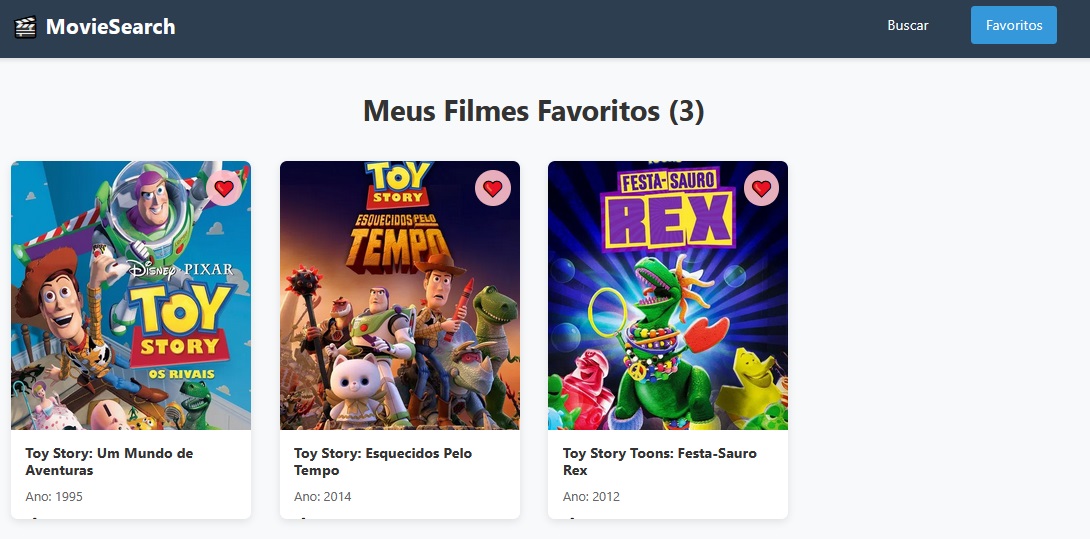 MovieSearch
Buscar
Favoritos
Meus Filmes Favoritos (3)
DISNEY PIXAR
TOY
STORY
OS RIVAIS
TOY
STORY
ESQUECIDOS PELO
TEMPO
FESTA-SAURO
REX
Toy Story: Um Mundo de
Aventuras
Ano: 1995
Toy Story: Esquecidos Pelo
Tempo
Ano: 2014
Toy Story Toons: Festa-Sauro
Rex
Ano: 2012